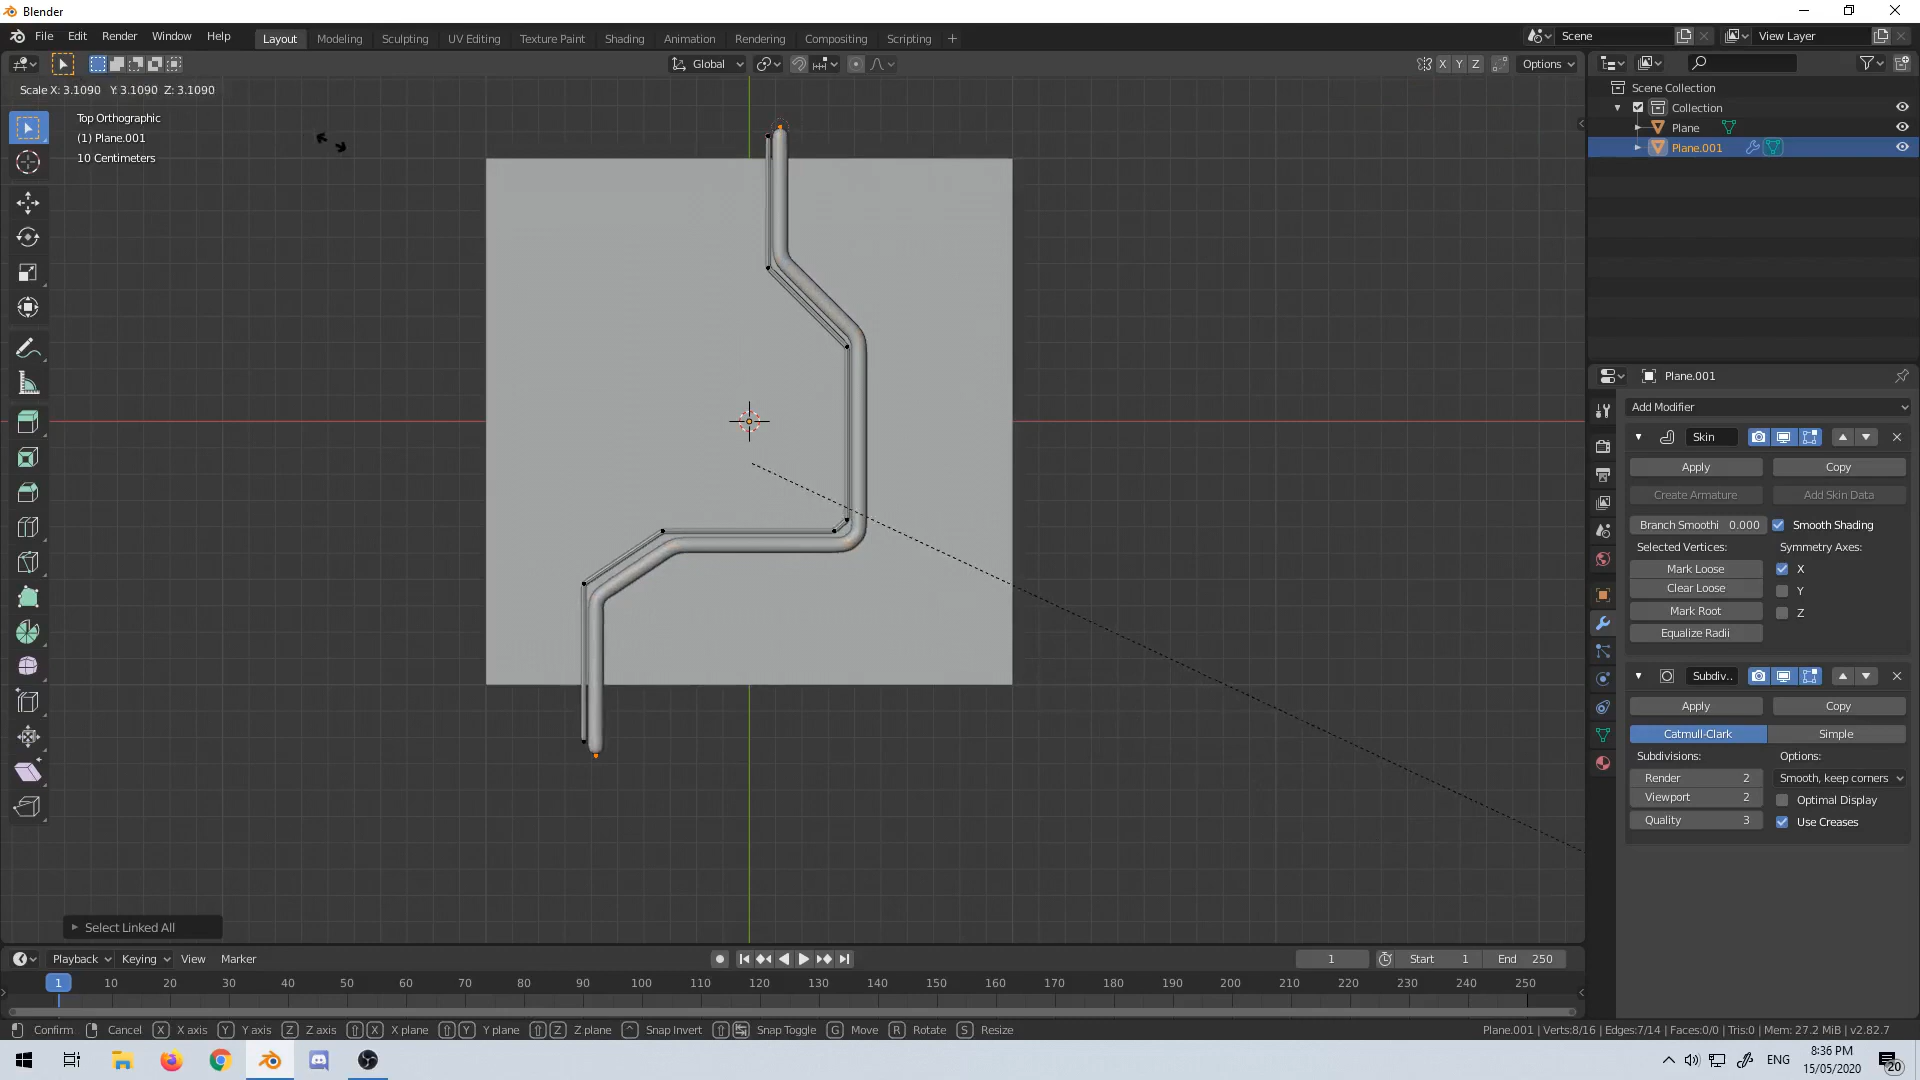 Blender
File Edit Render Window Help Layout Modeling Sculpting UV Editing Texture Paint Shading Animation Rendering Compositing Scripting + Scene View Layer
Global X Y Z Options
Scale X: 3.1090 Y: 3.1090 Z: 3.1090
Top Orthographic
(1) Plane.001
10 Centimeters
Scene Collection
Collection
Plane
Plane.001
Plane.001
Add Modifier
Skin
Apply Copy
Create Armature Add Skin Data
Branch Smoothi 0.000 Smooth Shading
Selected Vertices: Symmetry Axes:
Mark Loose X
Clear Loose Y
Mark Root Z
Equalize Radii
Subdiv..
Apply Copy
Catmull-Clark Simple
Subdivisions: Options:
Render 2 Smooth, keep corners
Viewport 2 Optimal Display
Quality 3 Use Creases
Select Linked All
Playback Keying View Marker 1 Start 1 End 250
1 10 20 30 40 50 60 70 80 90 100 110 120 130 140 150 160 170 180 190 200 210 220 230 240 250
Confirm Cancel X X axis Y Y axis Z Z axis X X plane Y Y plane Z Z plane Snap Invert Snap Toggle G Move R Rotate S Resize Plane.001 | Verts:8/16 | Edges:7/14 | Faces:0/0 | Tris:0 | Mem: 27.2 MiB | v2.82.7
ENG
8:36 PM
15/05/2020
20